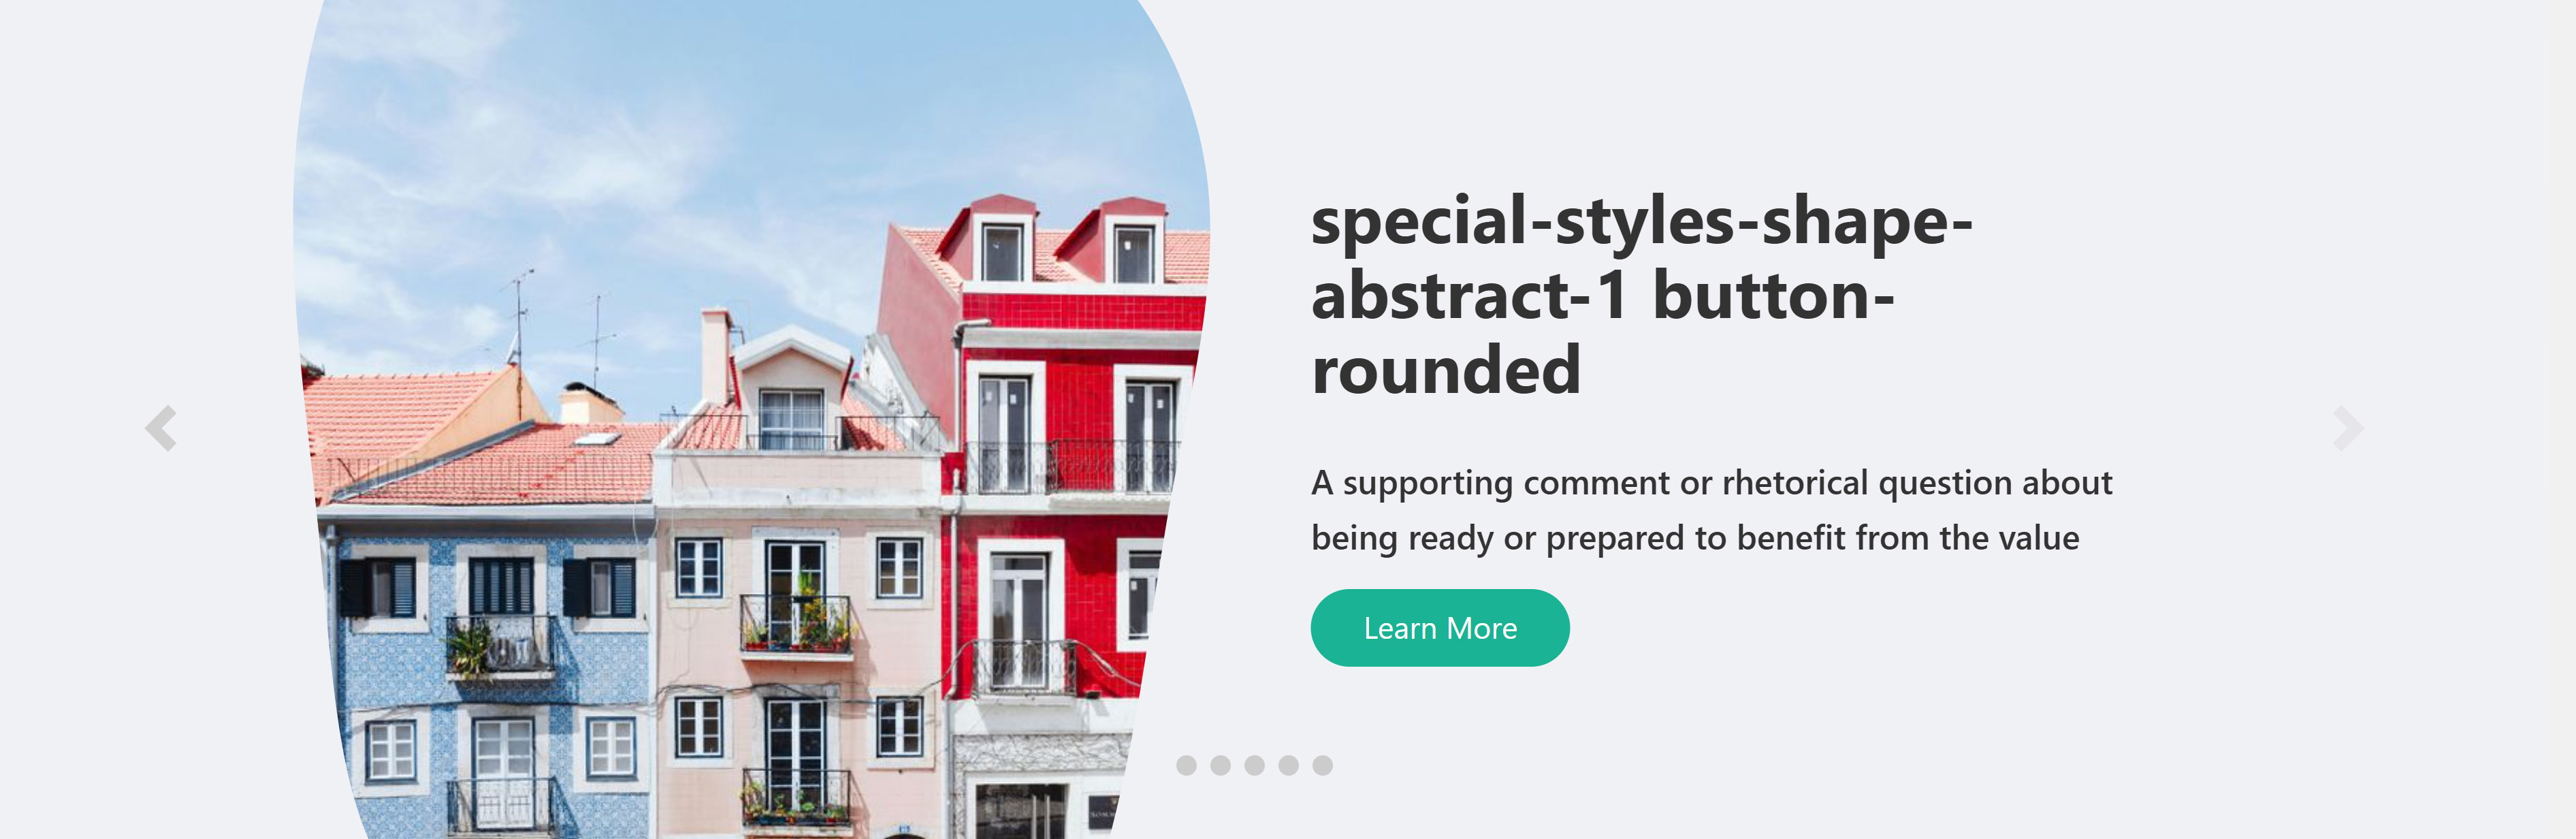 special-styles-shape-
abstract-1 button-
rounded
A supporting comment or rhetorical question about
being ready or prepared to benefit from the value
Learn More